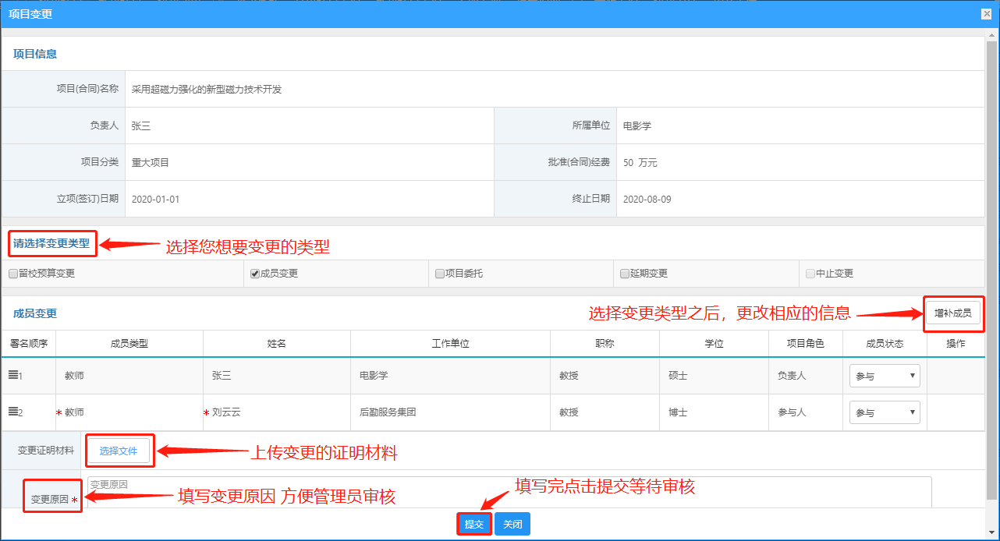 项目变更
项目信息
项目(合同)名称 采用超磁力强化的新型磁力技术开发
负责人 张三 所属单位 电影学
项目分类 重大项目 批准(合同)经费 50 万元
立项(签订)日期 2020-01-01 终止日期 2020-08-09
请选择变更类型 选择您想要变更的类型
留校预算变更 成员变更 项目委托 延期变更 中止变更
成员变更 选择变更类型之后，更改相应的信息 增补成员
署名顺序 成员类型 姓名 工作单位 职称 学位 项目角色 成员状态 操作
1 教师 张三 电影学 教授 硕士 负责人 参与
2 * 教师 * 刘云云 后勤服务集团 教授 博士 参与人 参与
变更证明材料 选择文件 上传变更的证明材料
变更原因
变更原因 * 填写变更原因 方便管理员审核 填写完点击提交等待审核
提交 关闭